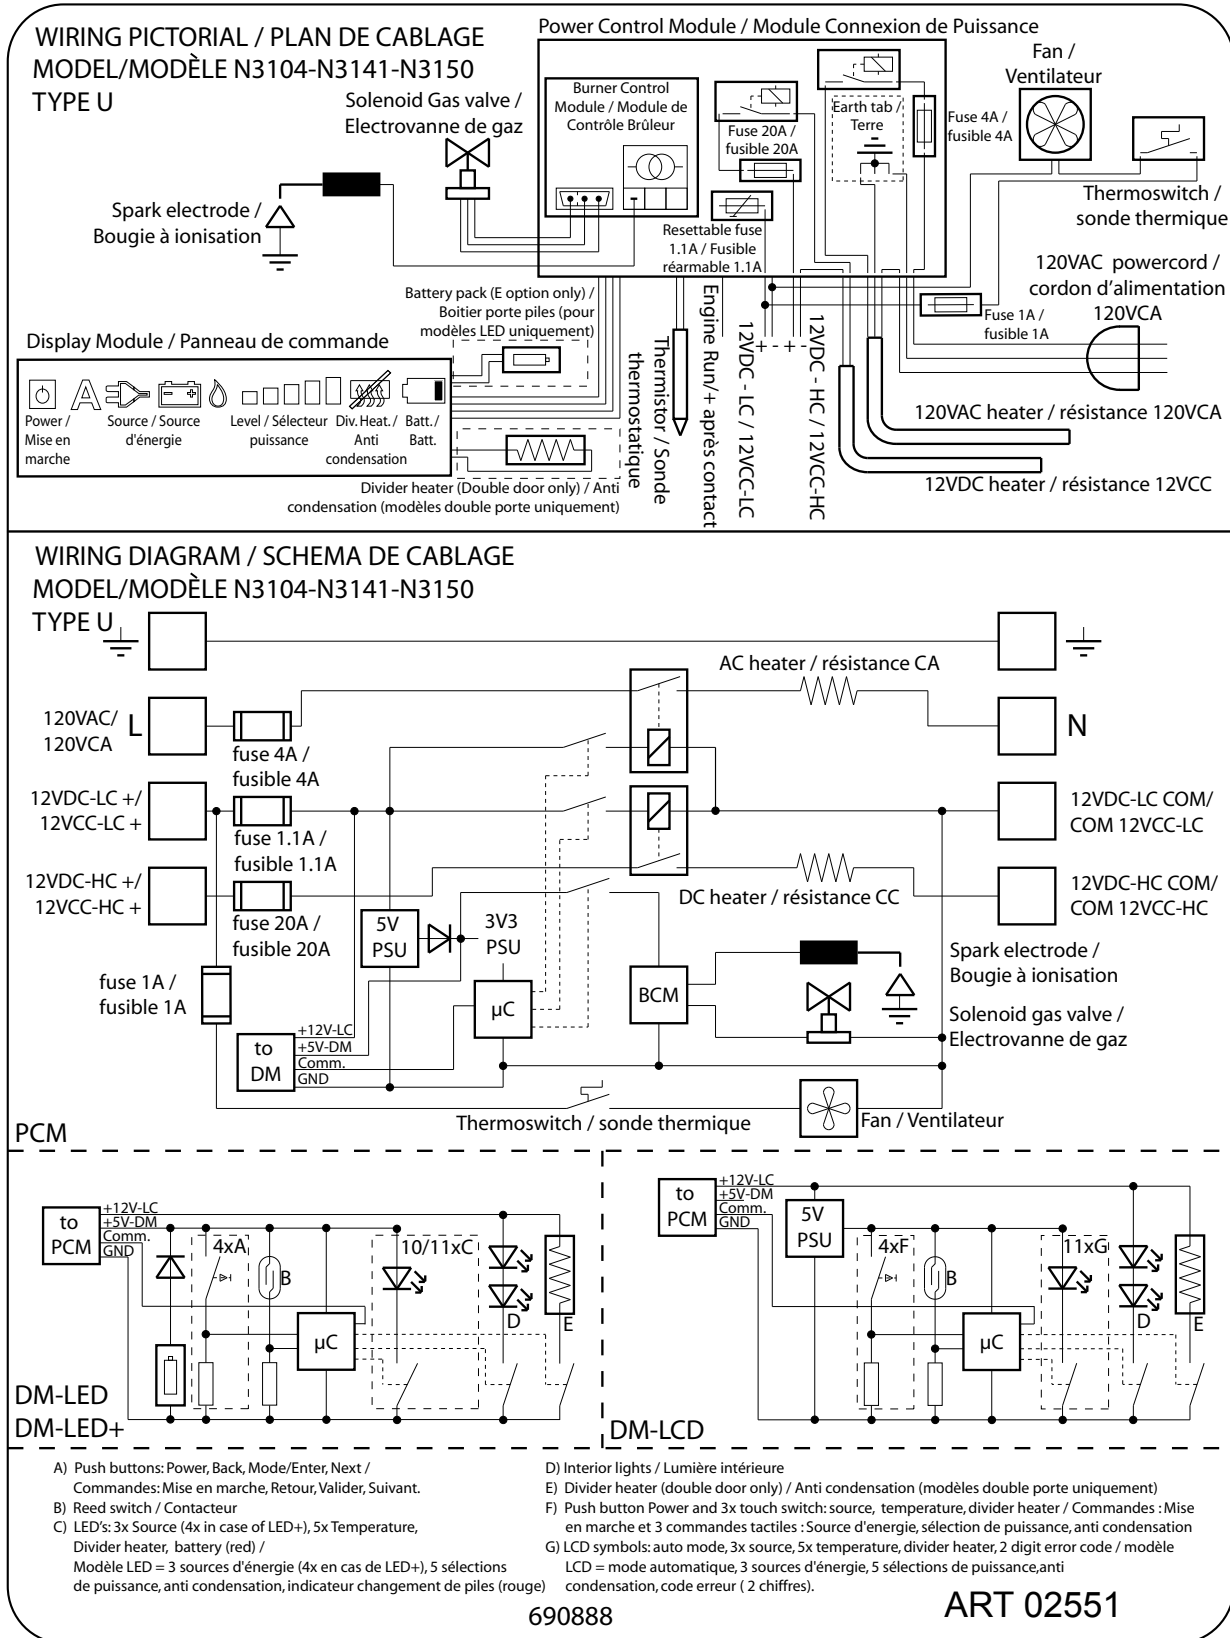 WIRING PICTORIAL / PLAN DE CABLAGE
MODEL/MODÈLE N3104-N3141-N3150
TYPE U
Power Control Module / Module Connexion de Puissance
Solenoid Gas valve /
Electrovanne de gaz
Burner Control
Module / Module de
Contrôle Brûleur
Fuse 20A /
fusible 20A
Earth tab /
Terre
Fuse 4A /
fusible 4A
Fan /
Ventilateur
Thermoswitch /
sonde thermique
Spark electrode /
Bougie à ionisation
Resettable fuse
1.1A / Fusible
réarmable 1.1A
120VAC powercord /
cordon d’alimentation
120VCA
Fuse 1A /
fusible 1A
Battery pack (E option only) /
Boitier porte piles (pour
modèles LED uniquement)
Display Module / Panneau de commande
A
Power /
Mise en
marche
Source / Source
d'énergie
Level / Sélecteur
puissance
Div.Heat./
Anti
condensation
Batt./
Batt.
Divider heater (Double door only) / Anti
condensation (modèles double porte uniquement)
Thermistor / Sonde
thermostatique
Engine Run/+ après contact
12VDC - LC / 12VCC-LC
- + - +
12VDC - HC / 12VCC-HC
120VAC heater / résistance 120VCA
12VDC heater / résistance 12VCC
WIRING DIAGRAM / SCHEMA DE CABLAGE
MODEL/MODÈLE N3104-N3141-N3150
TYPE U
AC heater / résistance CA
120VAC/
120VCA
L
fuse 4A /
fusible 4A
N
12VDC-LC +/
12VCC-LC +
fuse 1.1A /
fusible 1.1A
12VDC-LC COM/
COM 12VCC-LC
12VDC-HC +/
12VCC-HC +
fuse 20A /
fusible 20A
DC heater / résistance CC
12VDC-HC COM/
COM 12VCC-HC
5V
PSU
3V3
PSU
µC
BCM
fuse 1A /
fusible 1A
Spark electrode /
Bougie à ionisation
Solenoid gas valve /
Electrovanne de gaz
to
DM
+12V-LC
+5V-DM
Comm.
GND
Thermoswitch / sonde thermique
Fan / Ventilateur
PCM
to
PCM
+12V-LC
+5V-DM
Comm.
GND
4xA
B
10/11xC
µC
D
E
DM-LED
DM-LED+
to
PCM
+12V-LC
+5V-DM
Comm.
GND
5V
PSU
4xF
B
11xG
µC
D
E
DM-LCD
A) Push buttons: Power, Back, Mode/Enter, Next /
Commandes: Mise en marche, Retour, Valider, Suivant.
B) Reed switch / Contacteur
C) LED's: 3x Source (4x in case of LED+), 5x Temperature,
Divider heater, battery (red) /
Modèle LED = 3 sources d'énergie (4x en cas de LED+), 5 sélections
de puissance, anti condensation, indicateur changement de piles (rouge)
D) Interior lights / Lumière intérieure
E) Divider heater (double door only) / Anti condensation (modèles double porte uniquement)
F) Push button Power and 3x touch switch: source, temperature, divider heater / Commandes : Mise
en marche et 3 commandes tactiles : Source d'energie, sélection de puissance, anti condensation
G) LCD symbols: auto mode, 3x source, 5x temperature, divider heater, 2 digit error code / modèle
LCD = mode automatique, 3 sources d'énergie, 5 sélections de puissance,anti
condensation, code erreur ( 2 chiffres).
690888
ART 02551